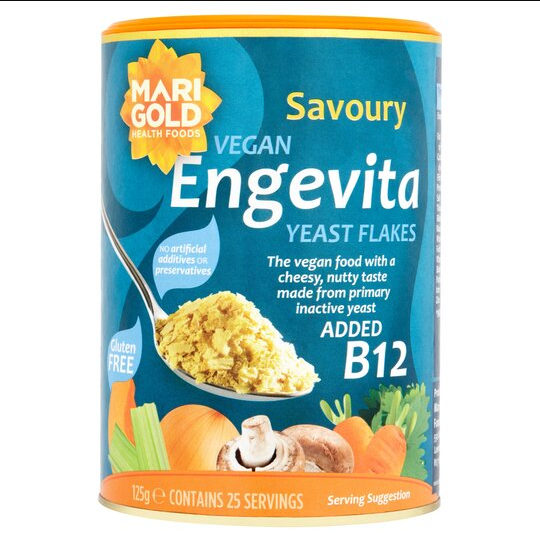 MARI
GOLD
HEALTH FOODS
Savoury
VEGAN
Engevita
YEAST FLAKES
NO artificial
additives OR
preservatives
The vegan food with a
cheesy, nutty taste
made from primary
inactive yeast
ADDED
B12
Gluten
FREE
125g e CONTAINS 25 SERVINGS
Serving Suggestion